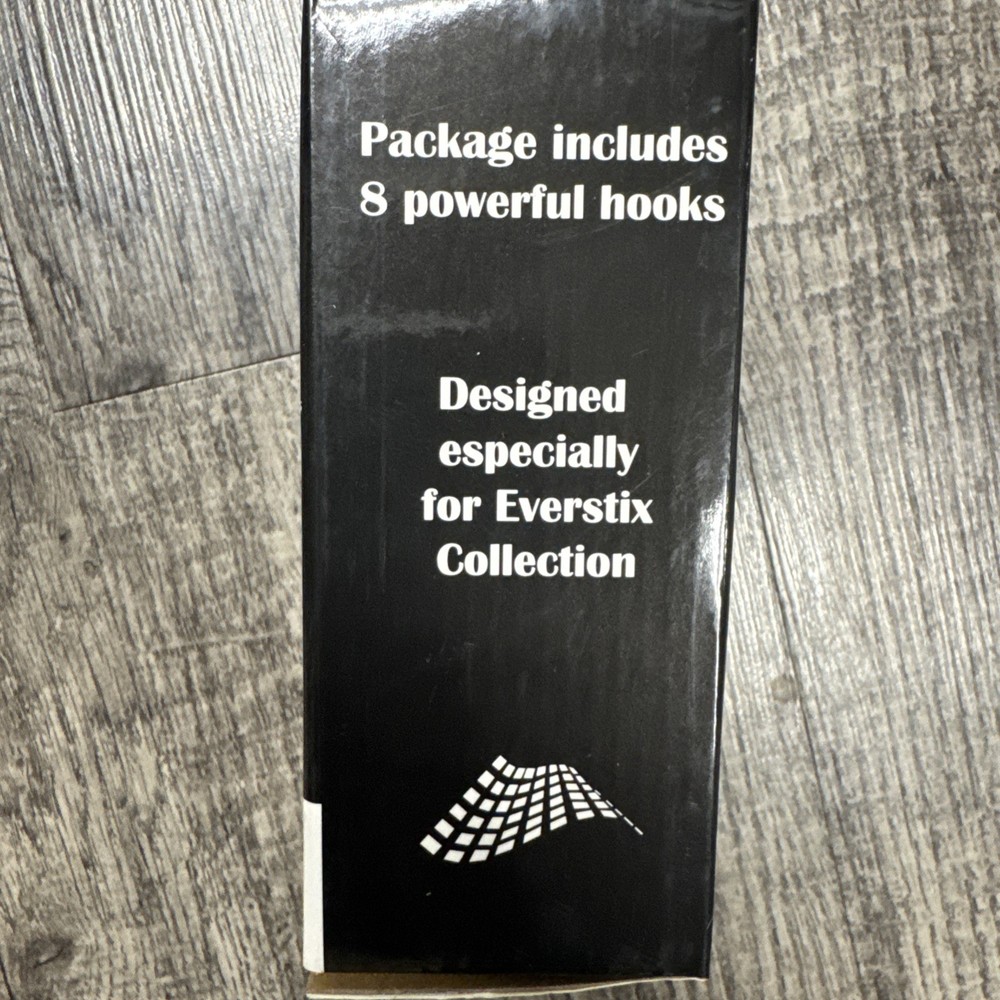 Package includes
8 powerful hooks
Designed
especially
for Everstix
Collection